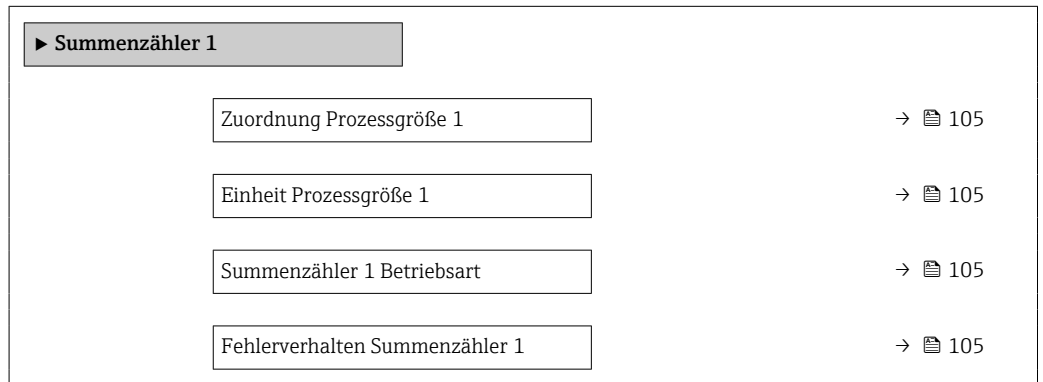 ▶ Summenzähler 1
Zuordnung Prozessgröße 1 → 105
Einheit Prozessgröße 1 → 105
Summenzähler 1 Betriebsart → 105
Fehlerverhalten Summenzähler 1 → 105